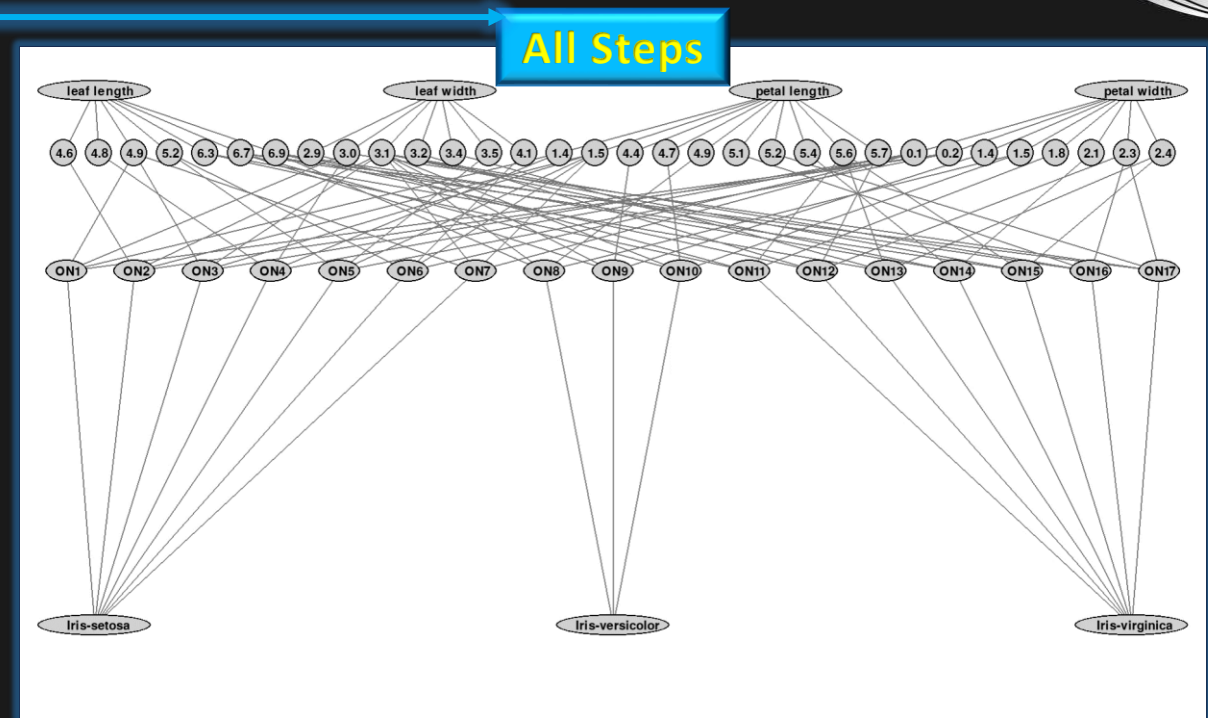 All Steps
leaf length leaf width petal length petal width
4.6 4.8 4.9 5.2 6.3 6.7 6.9 2.9 3.0 3.1 3.2 3.4 3.5 4.1 1.4 1.5 4.4 4.7 4.9 5.1 5.2 5.4 5.6 5.7 0.1 0.2 1.4 1.5 1.8 2.1 2.3 2.4
ON1 ON2 ON3 ON4 ON5 ON6 ON7 ON8 ON9 ON10 ON11 ON12 ON13 ON14 ON15 ON16 ON17
Iris-setosa Iris-versicolor Iris-virginica